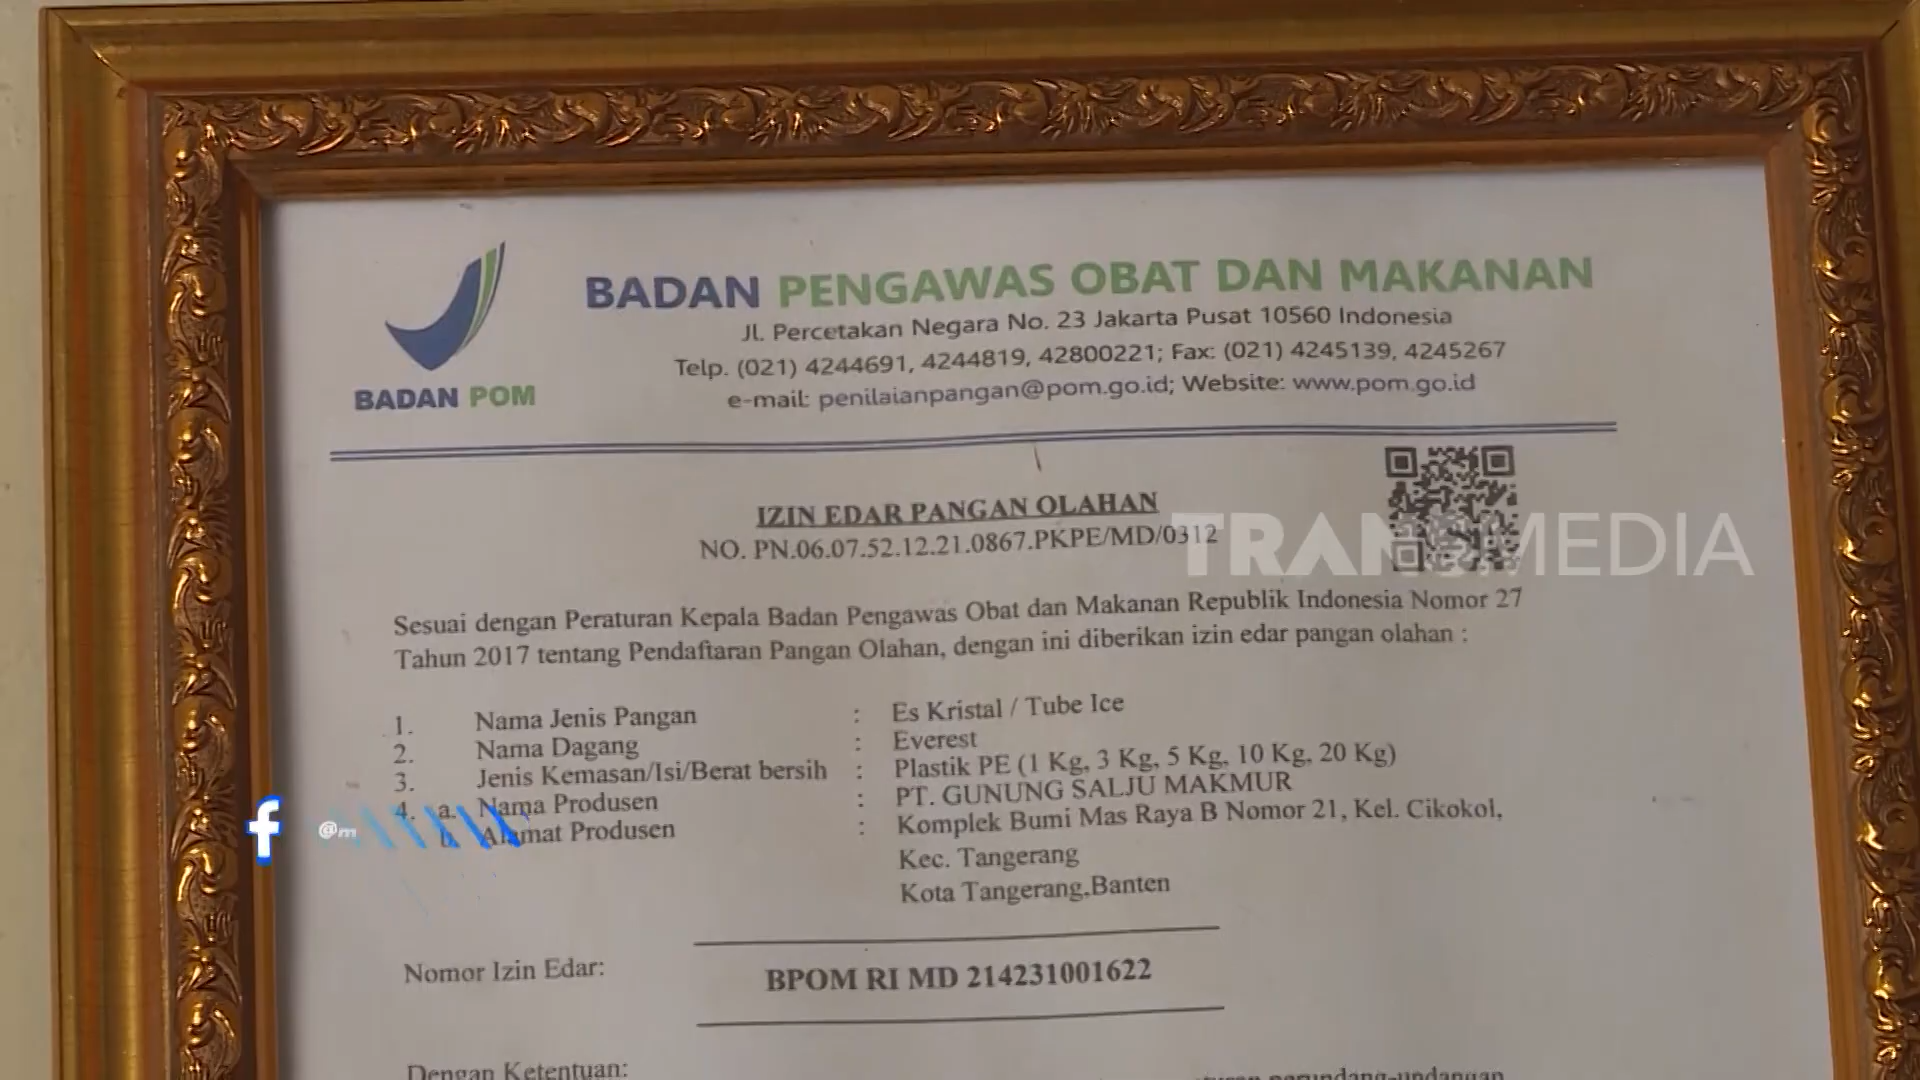 BADAN POM
BADAN PENGAWAS OBAT DAN MAKANAN
Jl. Percetakan Negara No. 23 Jakarta Pusat 10560 Indonesia
Telp. (021) 4244691, 4244819, 42800221; Fax: (021) 4245139, 4245267
e-mail: penilaianpangan@pom.go.id; Website: www.pom.go.id
IZIN EDAR PANGAN OLAHAN
NO. PN.06.07.52.12.21.0867.PKPE/MD/0312
TRANSMEDIA
Sesuai dengan Peraturan Kepala Badan Pengawas Obat dan Makanan Republik Indonesia Nomor 27
Tahun 2017 tentang Pendaftaran Pangan Olahan, dengan ini diberikan izin edar pangan olahan :
1. Nama Jenis Pangan : Es Kristal / Tube Ice
2. Nama Dagang : Everest
3. Jenis Kemasan/Isi/Berat bersih : Plastik PE (1 Kg, 3 Kg, 5 Kg, 10 Kg, 20 Kg)
4. a. Nama Produsen : PT. GUNUNG SALJU MAKMUR
b. Alamat Produsen : Komplek Bumi Mas Raya B Nomor 21, Kel. Cikokol,
Kec. Tangerang
Kota Tangerang,Banten
Nomor Izin Edar: BPOM RI MD 214231001622
Dengan Ketentuan:
perundang-undangan